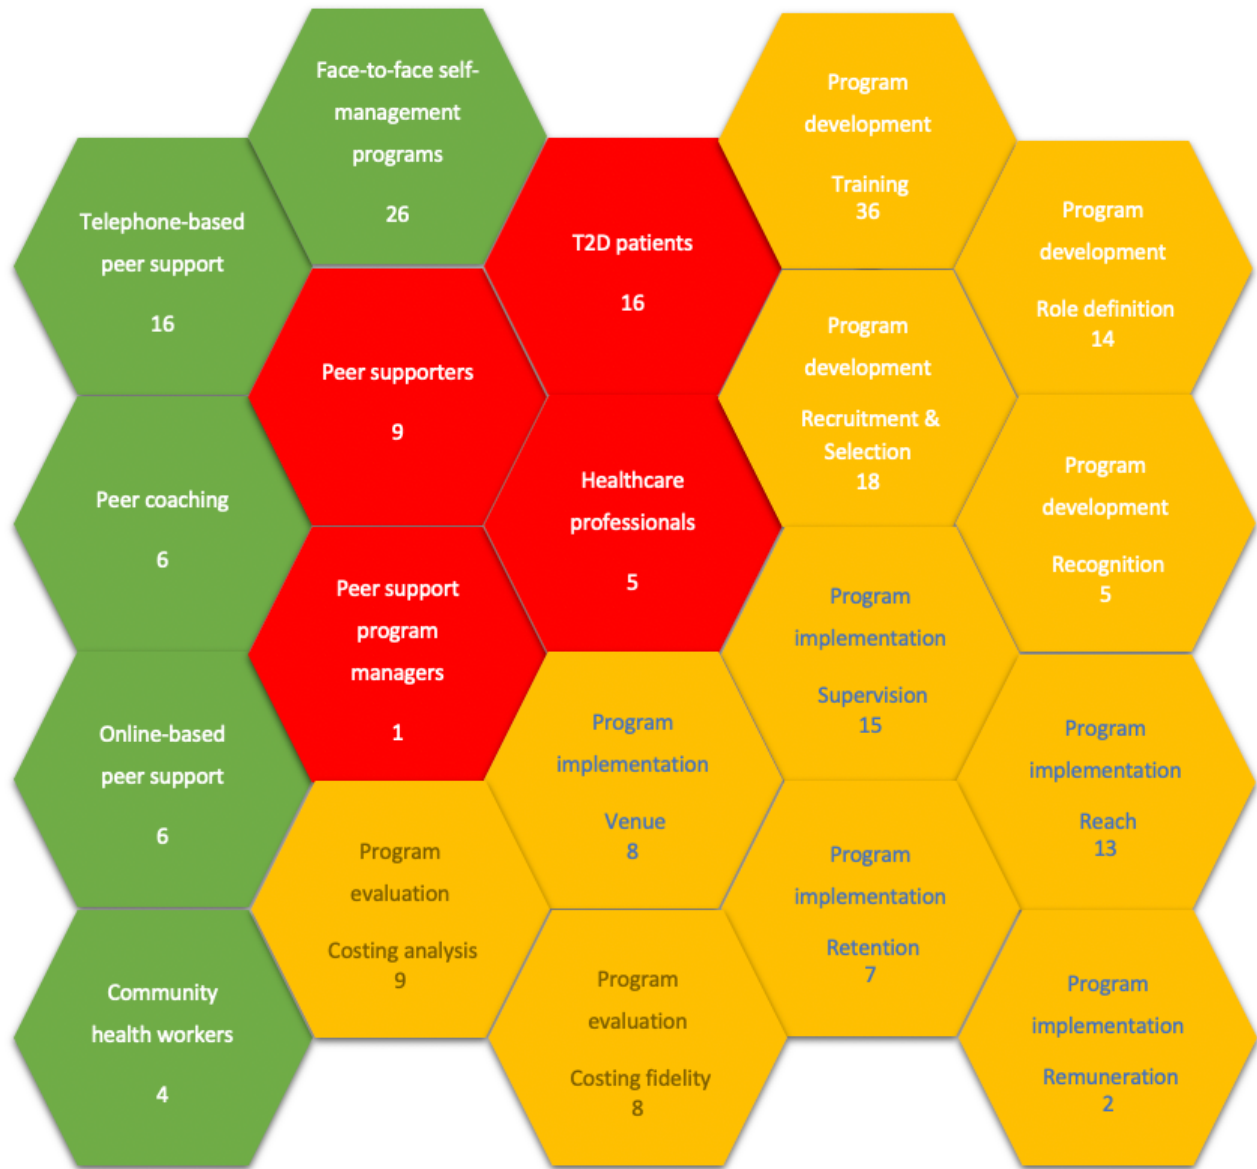 Face-to-face self-
management
programs
26
Telephone-based
peer support
16
Peer coaching
6
Online-based
peer support
6
Community
health workers
4
T2D patients
16
Peer supporters
9
Healthcare
professionals
5
Peer support
program
managers
1
Program
development
Training
36
Program
development
Role definition
14
Program
development
Recruitment &
Selection
18
Program
development
Recognition
5
Program
implementation
Supervision
15
Program
implementation
Reach
13
Program
implementation
Venue
8
Program
implementation
Retention
7
Program
implementation
Remuneration
2
Program
evaluation
Costing analysis
9
Program
evaluation
Costing fidelity
8